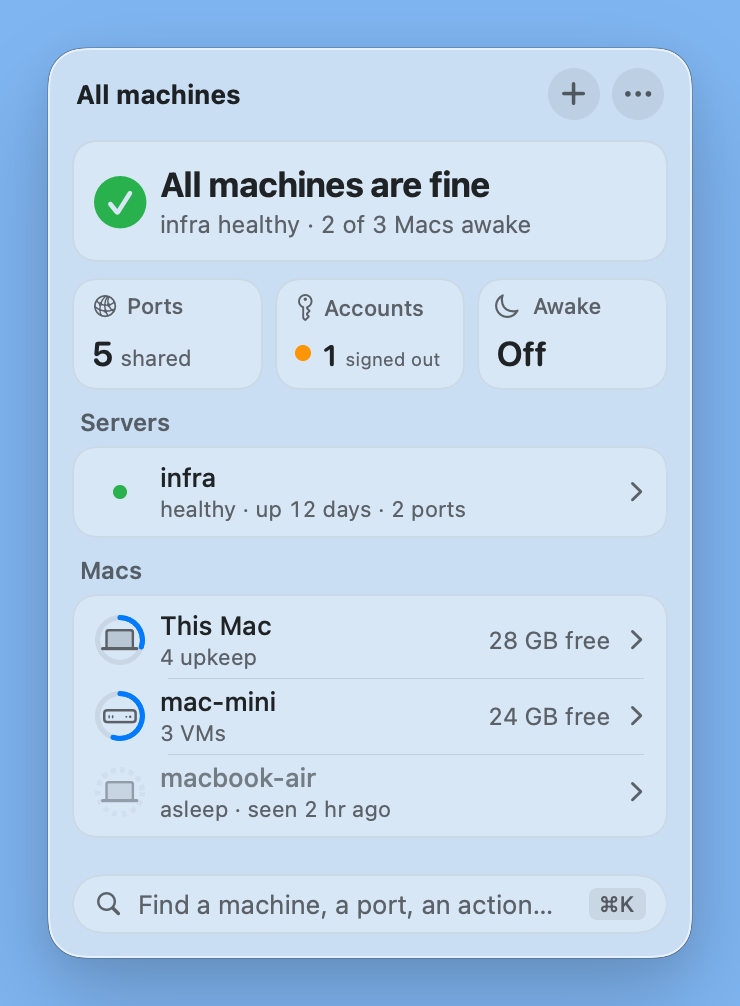 All machines
All machines are fine
infra healthy · 2 of 3 Macs awake
Ports
5 shared
Accounts
1 signed out
Awake
Off
Servers
infra
healthy · up 12 days · 2 ports
Macs
This Mac
4 upkeep
28 GB free
mac-mini
3 VMs
24 GB free
macbook-air
asleep · seen 2 hr ago
Find a machine, a port, an action... ⌘K